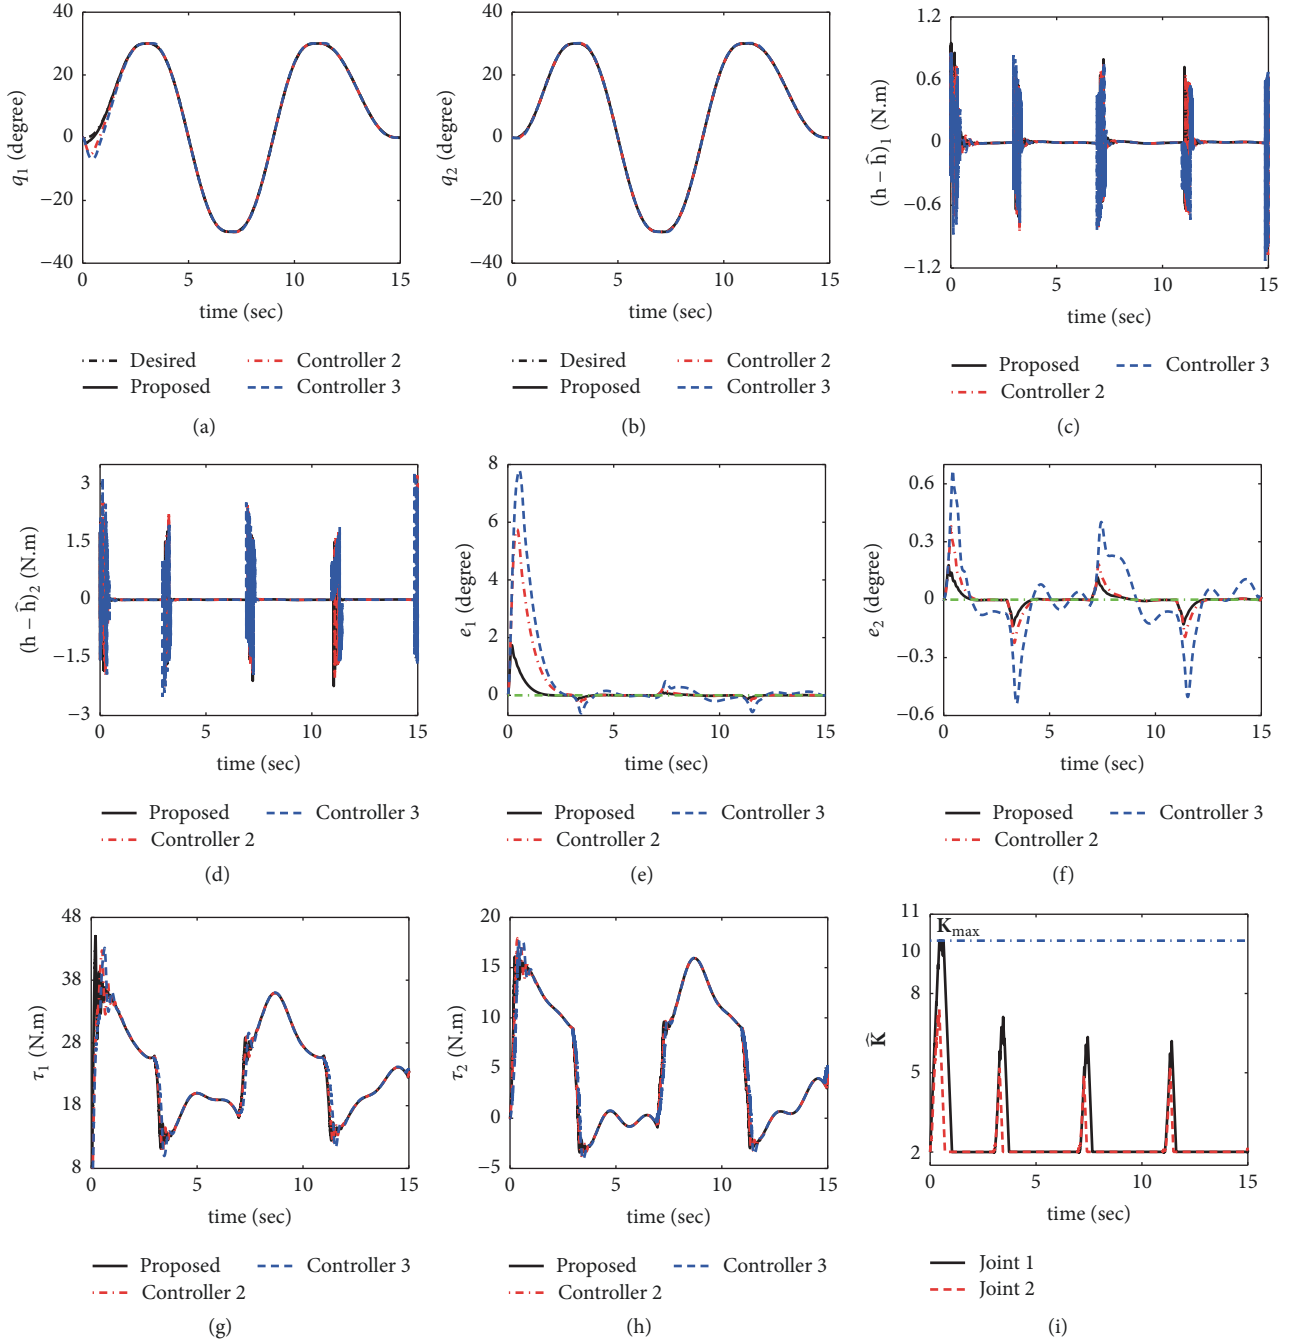 40
20
0
−20
−40
q1 (degree)
0 5 10 15
time (sec)
Desired Controller 2
Proposed Controller 3
(a)
40
20
0
−20
−40
q2 (degree)
0 5 10 15
time (sec)
Desired Controller 2
Proposed Controller 3
(b)
1.2
0.6
0
−0.6
−1.2
(h − ĥ)1 (N.m)
0 5 10 15
time (sec)
Proposed Controller 3
Controller 2
(c)
3
1.5
0
−1.5
−3
(h − ĥ)2 (N.m)
0 5 10 15
time (sec)
Proposed Controller 3
Controller 2
(d)
8
6
4
2
0
e1 (degree)
0 5 10 15
time (sec)
Proposed Controller 3
Controller 2
(e)
0.6
0.3
0
−0.3
−0.6
e2 (degree)
0 5 10 15
time (sec)
Proposed Controller 3
Controller 2
(f)
48
38
28
18
8
τ1 (N.m)
0 5 10 15
time (sec)
Proposed Controller 3
Controller 2
(g)
20
15
10
5
0
−5
τ2 (N.m)
0 5 10 15
time (sec)
Proposed Controller 3
Controller 2
(h)
11
10
8
5
2
Kmax
K̂
0 5 10 15
time (sec)
Joint 1
Joint 2
(i)